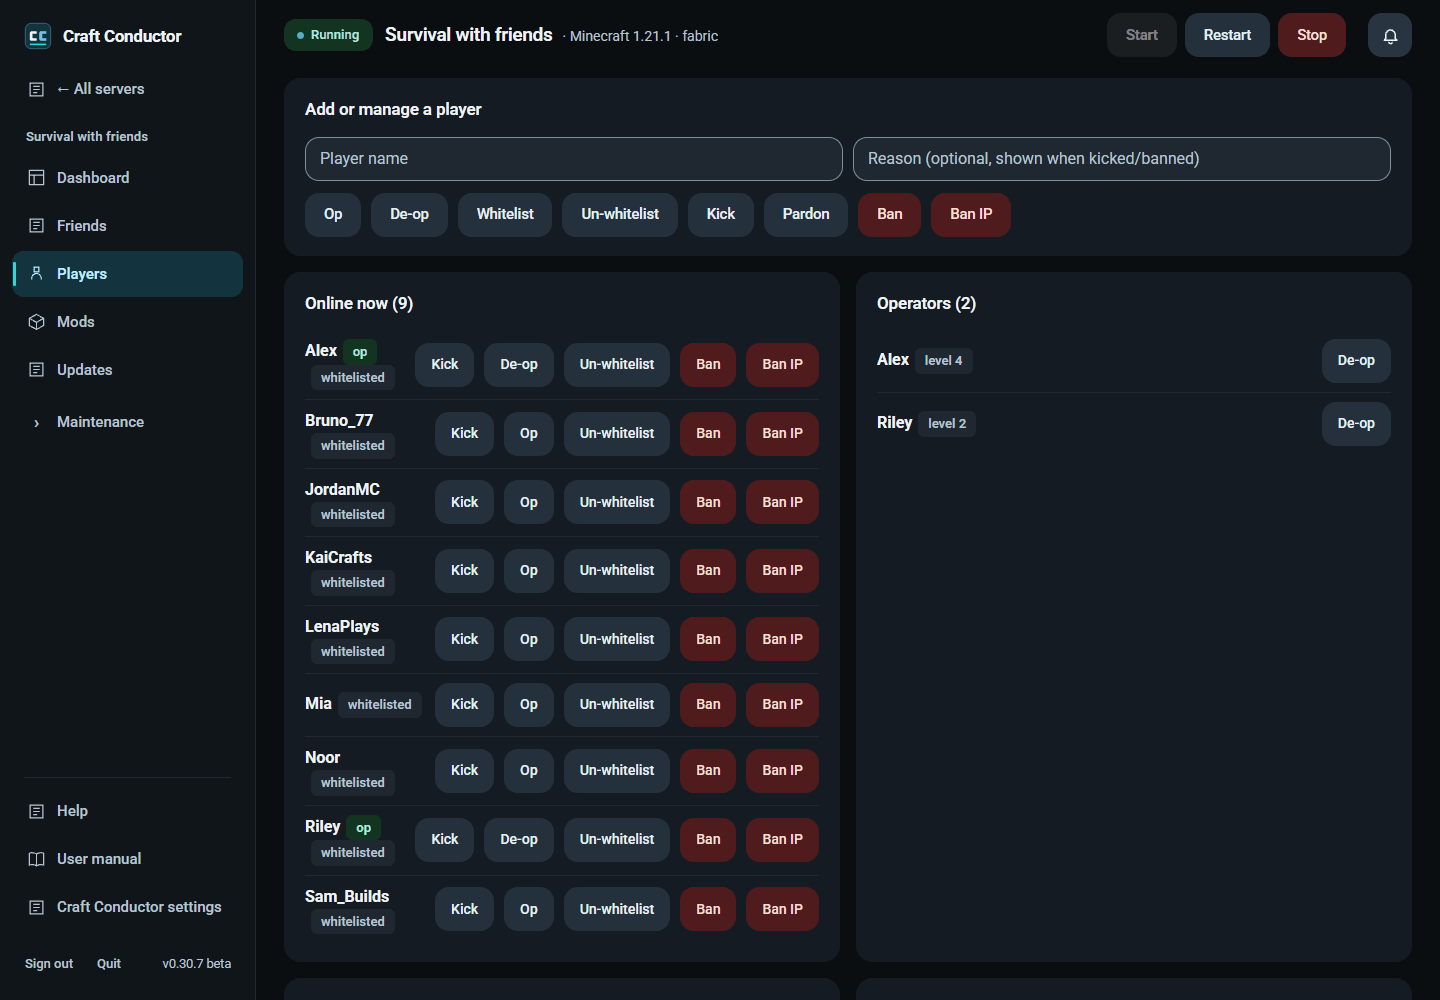 Craft Conductor
← All servers
Survival with friends
Dashboard
Friends
Players
Mods
Updates
› Maintenance
Help
User manual
Craft Conductor settings
Sign out Quit v0.30.7 beta
Running Survival with friends · Minecraft 1.21.1 · fabric Start Restart Stop
Add or manage a player
Player name Reason (optional, shown when kicked/banned)
Op De-op Whitelist Un-whitelist Kick Pardon Ban Ban IP
Online now (9)
Alex op
whitelisted
Kick De-op Un-whitelist Ban Ban IP
Bruno_77
whitelisted
Kick Op Un-whitelist Ban Ban IP
JordanMC
whitelisted
Kick Op Un-whitelist Ban Ban IP
KaiCrafts
whitelisted
Kick Op Un-whitelist Ban Ban IP
LenaPlays
whitelisted
Kick Op Un-whitelist Ban Ban IP
Mia whitelisted Kick Op Un-whitelist Ban Ban IP
Noor
whitelisted
Kick Op Un-whitelist Ban Ban IP
Riley op
whitelisted
Kick De-op Un-whitelist Ban Ban IP
Sam_Builds
whitelisted
Kick Op Un-whitelist Ban Ban IP
Operators (2)
Alex level 4 De-op
Riley level 2 De-op